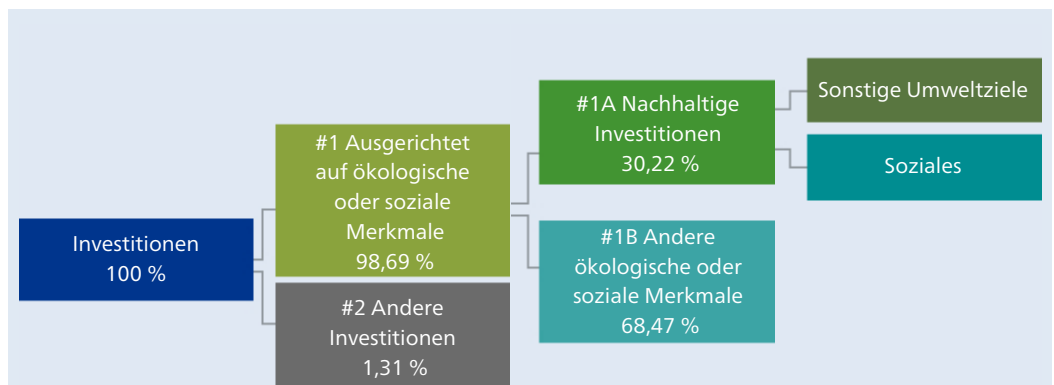 Investitionen
100 %
#1 Ausgerichtet
auf ökologische
oder soziale
Merkmale
98,69 %
#2 Andere
Investitionen
1,31 %
#1A Nachhaltige
Investitionen
30,22 %
#1B Andere
ökologische oder
soziale Merkmale
68,47 %
Sonstige Umweltziele
Soziales